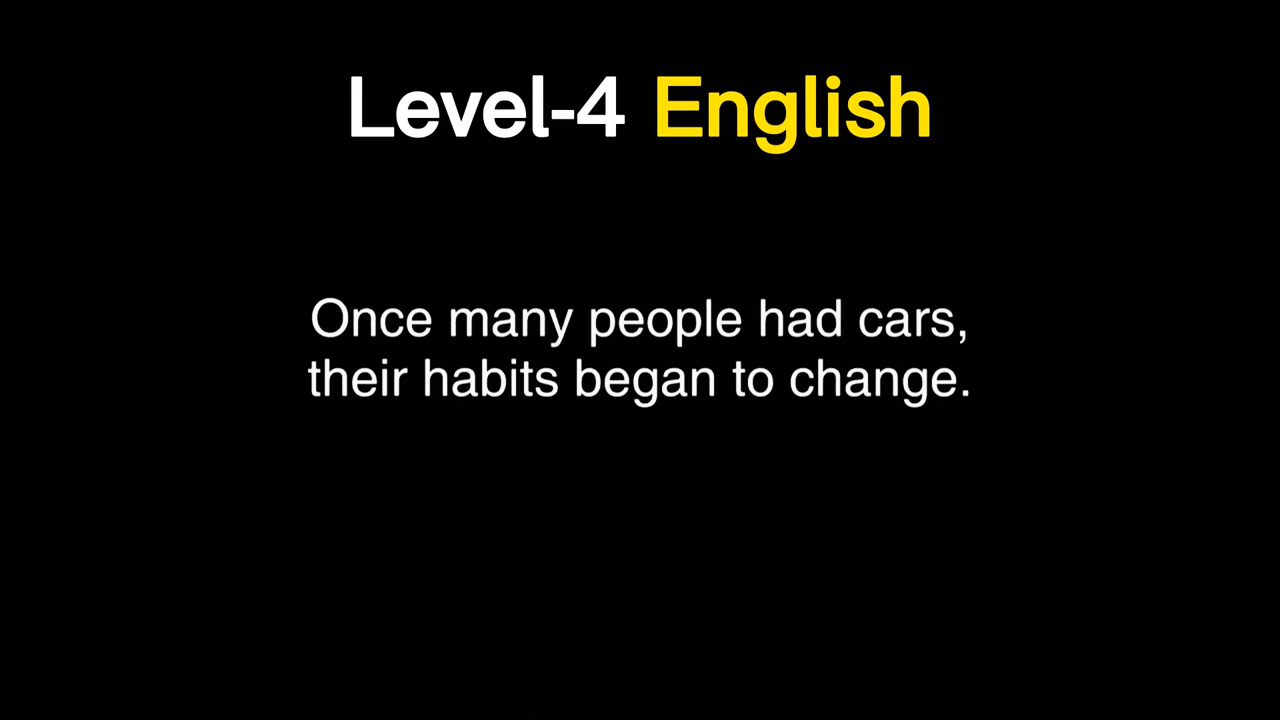 Level-4 English
Once many people had cars,
their habits began to change.